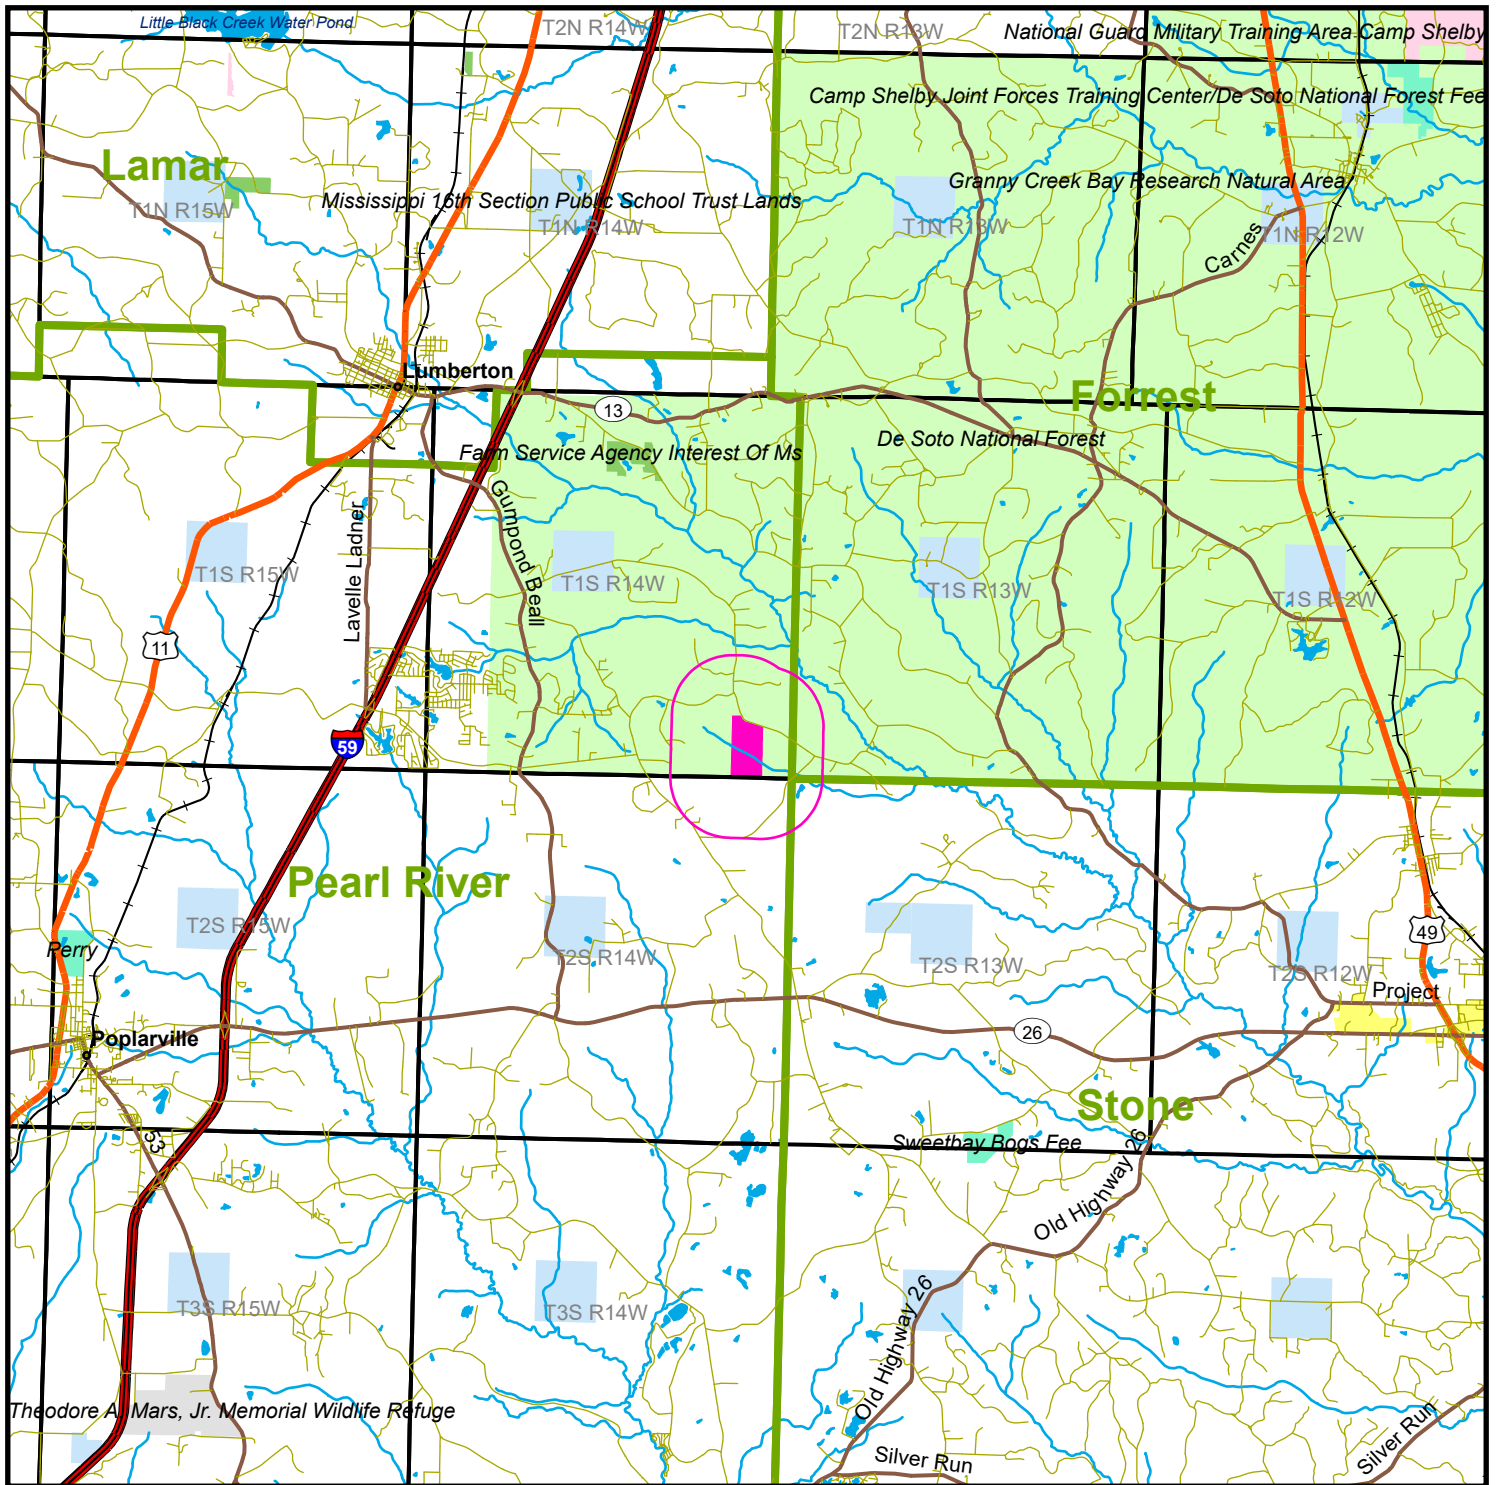 Little Black Creek Water Pond
T2N R14W
T2N R13W
National Guard Military Training Area Camp Shelby
Camp Shelby Joint Forces Training Center/De Soto National Forest Fee
Lamar
Mississippi 16th Section Public School Trust Lands
Granny Creek Bay Research Natural Area
T1N R15W
T1N R14W
T1N R13W
T1N R12W
Carnes
Lumberton
13
Forrest
De Soto National Forest
Farm Service Agency Interest Of Ms
Gumpond Beall
Lavelle Ladner
T1S R15W
T1S R14W
T1S R13W
T1S R12W
11
59
Pearl River
T2S R15W
T2S R14W
T2S R13W
T2S R12W
49
Perry
Project
Poplarville
26
53
Stone
Sweetbay Bogs Fee
Old Highway 26
T3S R15W
T3S R14W
Old Highway 26
Theodore A. Mars, Jr. Memorial Wildlife Refuge
Silver Run
Silver Run